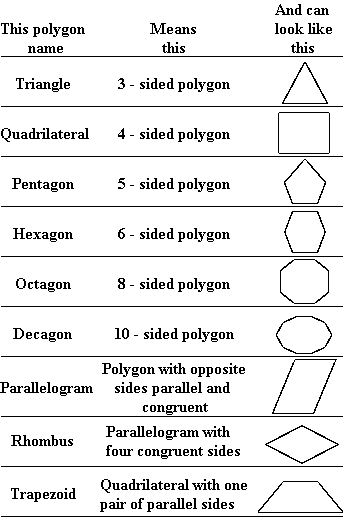 This polygon name
Means this
And can look like this
Triangle
3 - sided polygon
Quadrilateral
4 - sided polygon
Pentagon
5 - sided polygon
Hexagon
6 - sided polygon
Octagon
8 - sided polygon
Decagon
10 - sided polygon
Parallelogram
Polygon with opposite
sides parallel and
congruent
Rhombus
Parallelogram with
four congruent sides
Trapezoid
Quadrilateral with one
pair of parallel sides